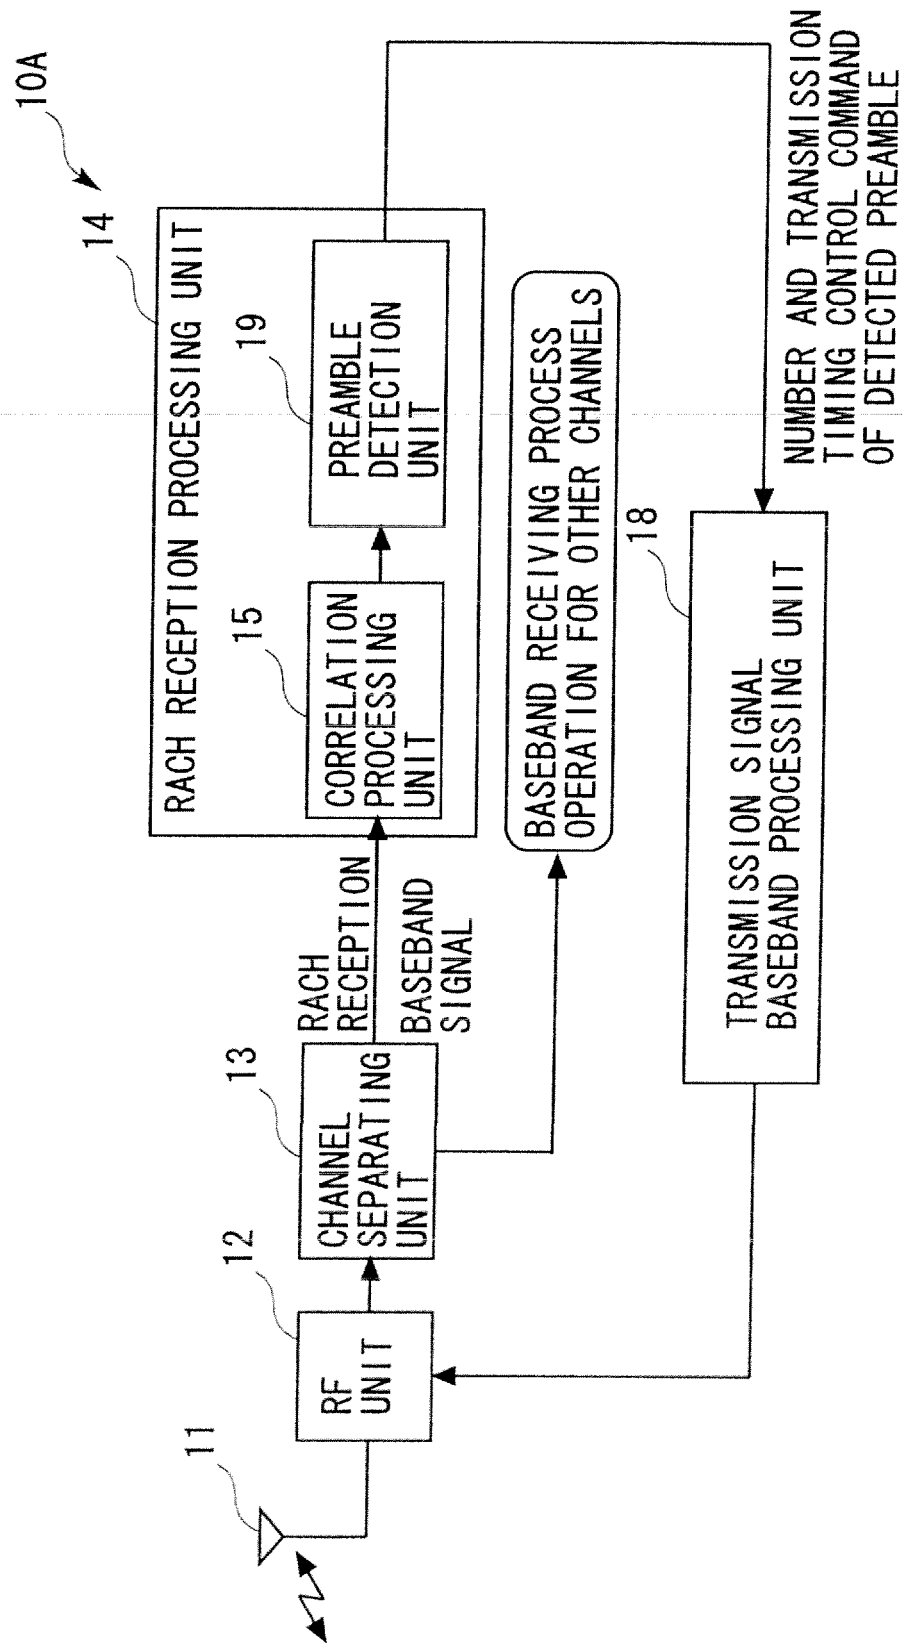 10A
14
RACH RECEPTION PROCESSING UNIT
15
CORRELATION
PROCESSING
UNIT
19
PREAMBLE
DETECTION
UNIT
11
12
RF
UNIT
13
CHANNEL
SEPARATING
UNIT
RACH
RECEPTION
BASEBAND
SIGNAL
BASEBAND RECEIVING PROCESS
OPERATION FOR OTHER CHANNELS
18
TRANSMISSION SIGNAL
BASEBAND PROCESSING UNIT
NUMBER AND TRANSMISSION
TIMING CONTROL COMMAND
OF DETECTED PREAMBLE